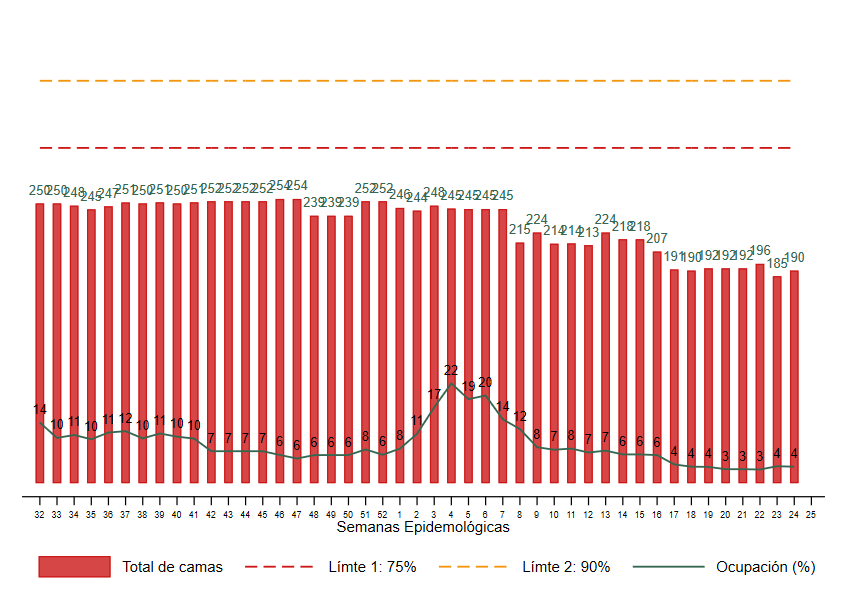 250 250 248 245 247 251 250 251 250 251 252 252 252 252 254 254 239 239 239 252 252 246 244 248 245 245 245 245 215 224 214 214 213 224 218 218 207 191 190 192 192 192 196 185 190
14 10 11 10 11 12 10 11 10 10 7 7 7 7 6 6 6 6 6 8 6 8 11 17 22 19 20 14 12 8 7 8 7 7 6 6 6 4 4 4 3 3 3 4 4
32 33 34 35 36 37 38 39 40 41 42 43 44 45 46 47 48 49 50 51 52 1 2 3 4 5 6 7 8 9 10 11 12 13 14 15 16 17 18 19 20 21 22 23 24 25
Semanas Epidemológicas
Total de camas Límte 1: 75% Límte 2: 90% Ocupación (%)